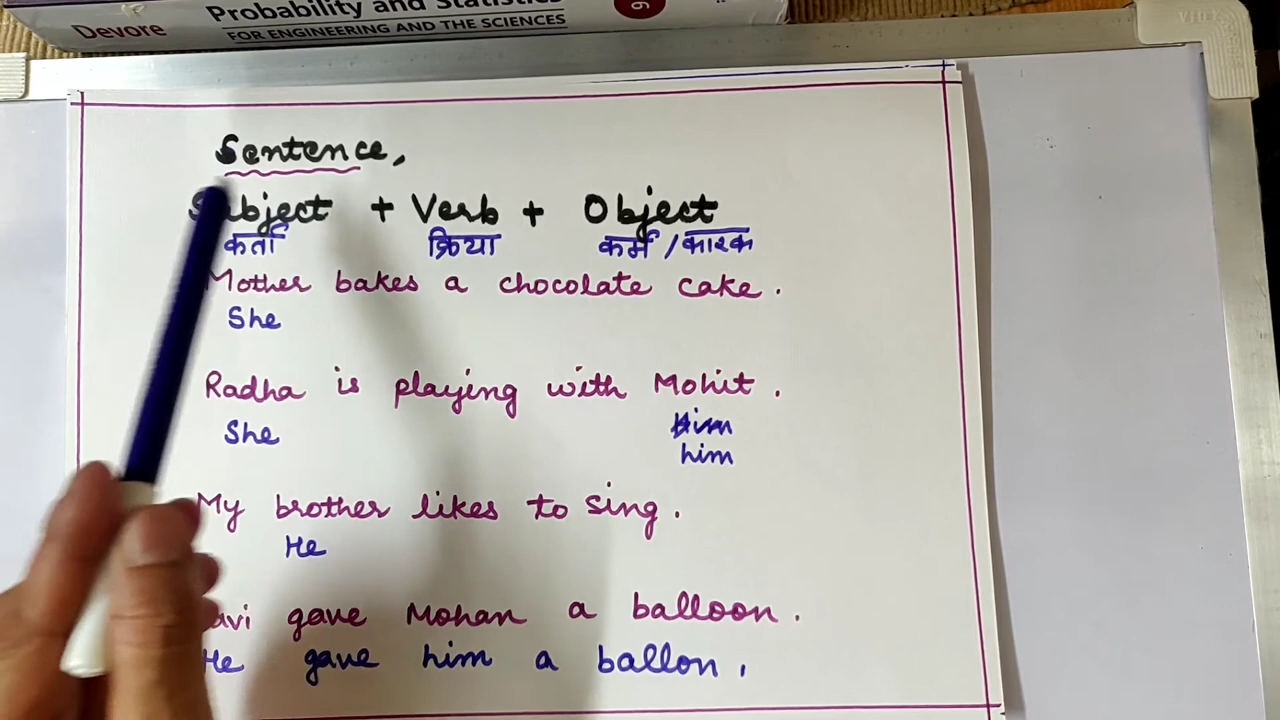 Probability and Statistics
Devore
FOR ENGINEERING AND THE SCIENCES
9
Sentence,
Subject + Verb + Object
कर्ता क्रिया कर्म / कारक
Mother bakes a chocolate cake.
She
Radha is playing with Mohit.
She him
him
My brother likes to sing.
He
avi gave Mohan a balloon.
He gave him a ballon.